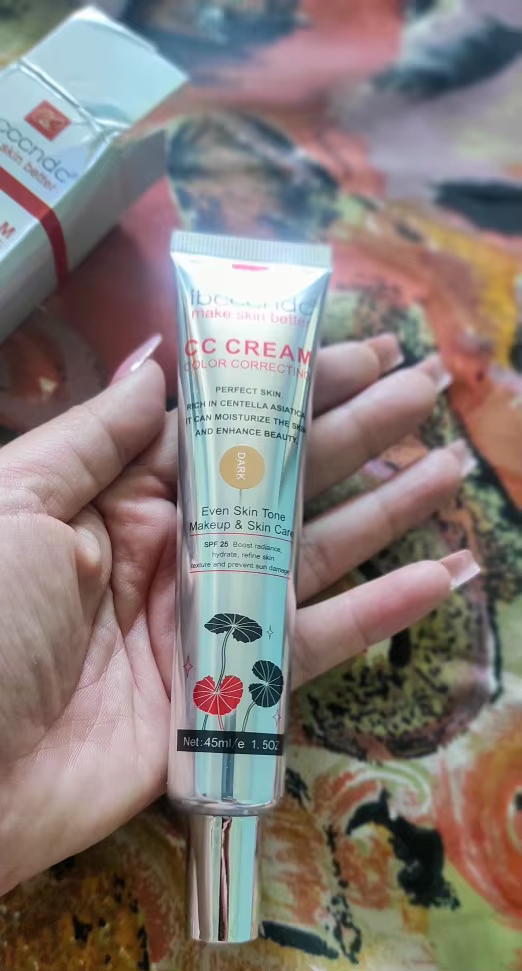 skin better
M
ibcccndc
make skin better
CC CREAM
COLOR CORRECTING
PERFECT SKIN
RICH IN CENTELLA ASIATICA
IT CAN MOISTURIZE THE SKIN
AND ENHANCE BEAUTY.
DARK
Even Skin Tone
Makeup & Skin Care
SPF 25 Boost radiance,
hydrate, refine skin
texture and prevent sun damage
Net:45ml/e 1.5OZ